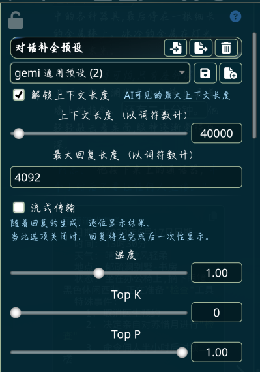 对话补全预设
gemi 通用预设 (2)
解锁上下文长度 AI可见的最大上下文长度
上下文长度 (以词符数计)
40000
最大回复长度 (以词符数计)
4092
流式传输
随着回复的生成，逐位显示结果。
当此选项关闭时，回复将在完成后一次性显示。
温度
1.00
Top K
0
Top P
1.00